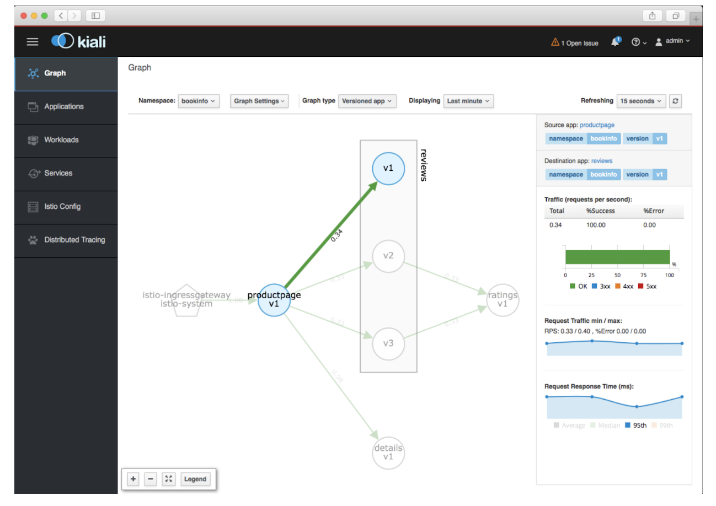 kiali
1 Open Issue
admin
Graph
Applications
Workloads
Services
Istio Config
Distributed Tracing
Graph
Namespace: bookinfo Graph Settings Graph type Versioned app Displaying Last minute Refreshing 15 seconds
reviews
v1
0.34
v2
istio-ingressgateway
istio-system
productpage
v1
ratings
v1
v3
details
v1
+ − Legend
Source app: productpage
namespace bookinfo version v1
Destination app: reviews
namespace bookinfo version v1
Traffic (requests per second):
Total %Success %Error
0.34 100.00 0.00
%
0 25 50 75 100
OK 3xx 4xx 5xx
Request Traffic min / max:
RPS: 0.33 / 0.40 , %Error 0.00 / 0.00
Request Response Time (ms):
Average Median 95th 99th